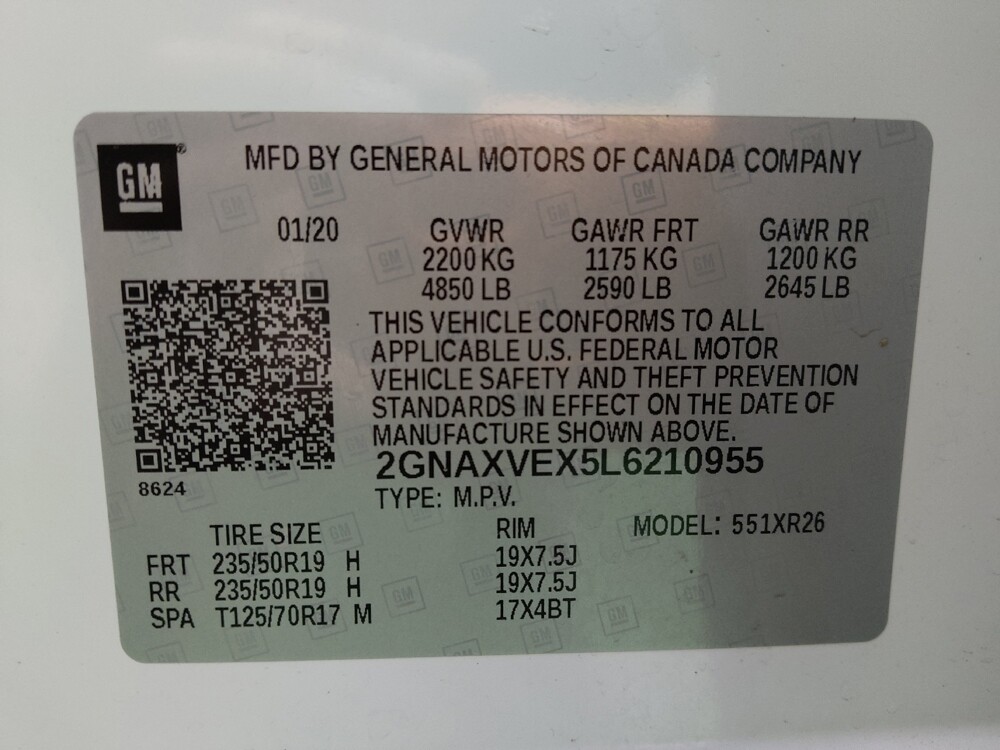 GM
MFD BY GENERAL MOTORS OF CANADA COMPANY
01/20 GVWR GAWR FRT GAWR RR
2200 KG 1175 KG 1200 KG
4850 LB 2590 LB 2645 LB
THIS VEHICLE CONFORMS TO ALL
APPLICABLE U.S. FEDERAL MOTOR
VEHICLE SAFETY AND THEFT PREVENTION
STANDARDS IN EFFECT ON THE DATE OF
MANUFACTURE SHOWN ABOVE.
2GNAXVEX5L6210955
8624
TYPE: M.P.V.
TIRE SIZE RIM MODEL: 551XR26
FRT 235/50R19 H 19X7.5J
RR 235/50R19 H 19X7.5J
SPA T125/70R17 M 17X4BT